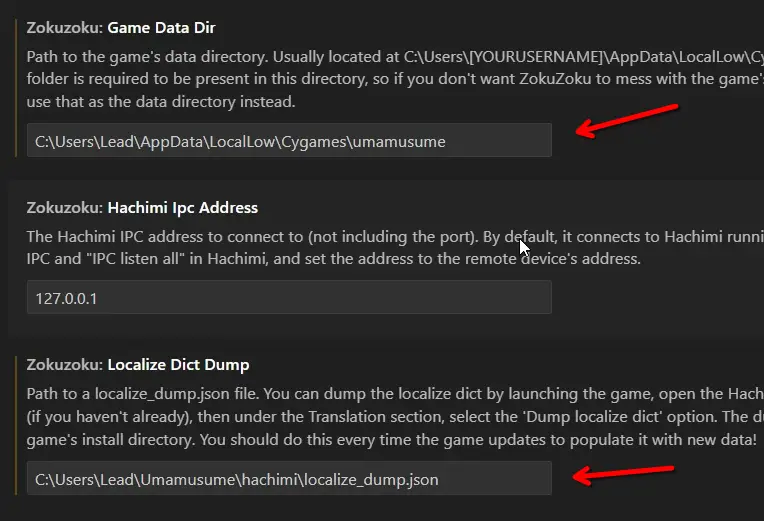 Zokuzoku: Game Data Dir
Path to the game's data directory. Usually located at C:\Users\[YOURUSERNAME]\AppData\LocalLow\Cy
folder is required to be present in this directory, so if you don't want ZokuZoku to mess with the game's
use that as the data directory instead.
C:\Users\Lead\AppData\LocalLow\Cygames\umamusume
Zokuzoku: Hachimi Ipc Address
The Hachimi IPC address to connect to (not including the port). By default, it connects to Hachimi runni
IPC and "IPC listen all" in Hachimi, and set the address to the remote device's address.
127.0.0.1
Zokuzoku: Localize Dict Dump
Path to a localize_dump.json file. You can dump the localize dict by launching the game, open the Hach
(if you haven't already), then under the Translation section, select the 'Dump localize dict' option. The du
game's install directory. You should do this every time the game updates to populate it with new data!
C:\Users\Lead\Umamusume\hachimi\localize_dump.json